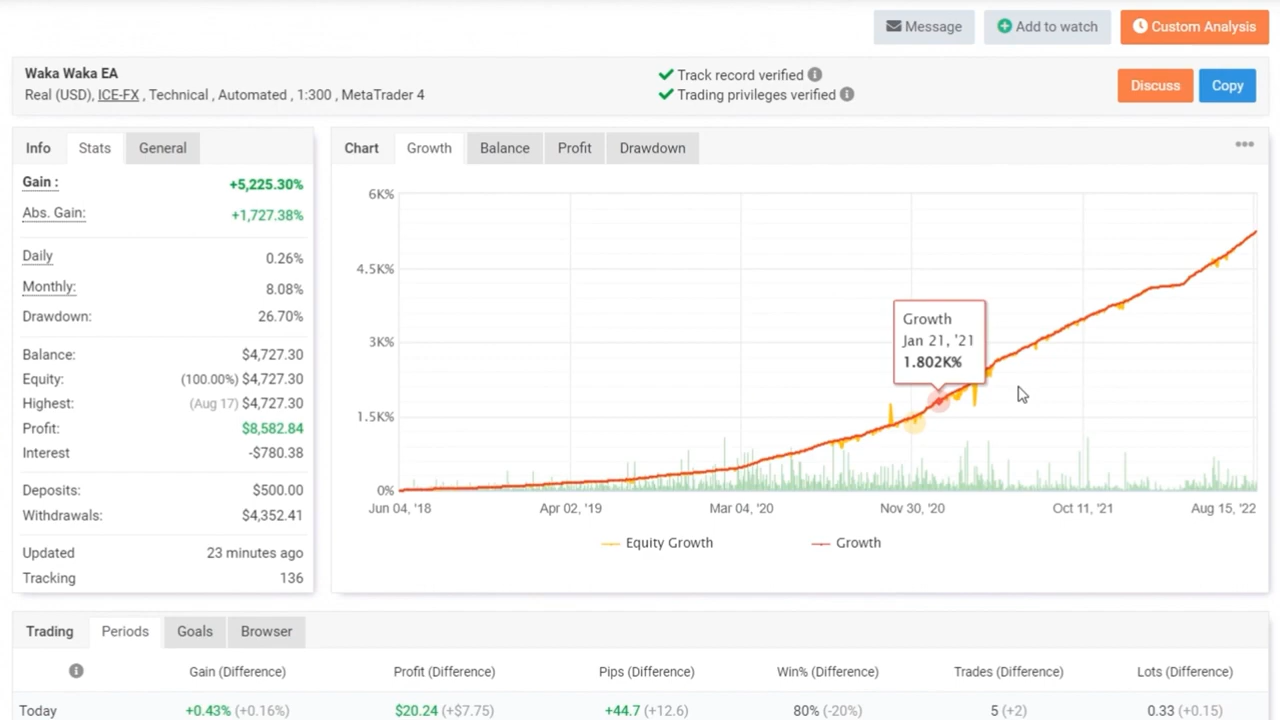 Message
Add to watch
Custom Analysis
Waka Waka EA
Real (USD), ICE-FX , Technical , Automated , 1:300 , MetaTrader 4
Track record verified
Trading privileges verified
Discuss
Copy
Info
Stats
General
Gain : +5,225.30%
Abs. Gain: +1,727.38%
Daily 0.26%
Monthly: 8.08%
Drawdown: 26.70%
Balance: $4,727.30
Equity: (100.00%) $4,727.30
Highest: (Aug 17) $4,727.30
Profit: $8,582.84
Interest -$780.38
Deposits: $500.00
Withdrawals: $4,352.41
Updated 23 minutes ago
Tracking 136
Chart
Growth
Balance
Profit
Drawdown
6K%
4.5K%
3K%
1.5K%
0%
Growth
Jan 21, '21
1.802K%
Jun 04, '18
Apr 02, '19
Mar 04, '20
Nov 30, '20
Oct 11, '21
Aug 15, '22
Equity Growth
Growth
Trading
Periods
Goals
Browser
Gain (Difference) Profit (Difference) Pips (Difference) Win% (Difference) Trades (Difference) Lots (Difference)
Today +0.43% (+0.16%) $20.24 (+$7.75) +44.7 (+12.6) 80% (-20%) 5 (+2) 0.33 (+0.15)